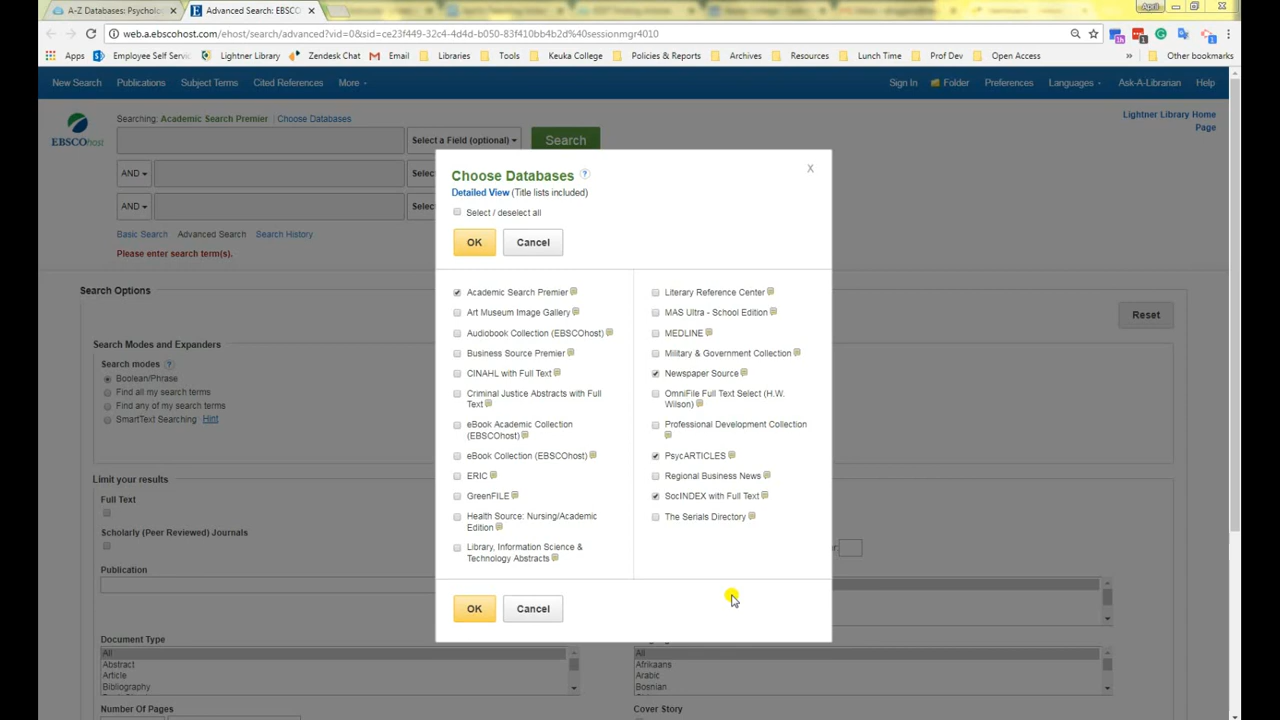 A-Z Databases: Psycholo
Advanced Search: EBSCO
April
web.a.ebscohost.com/ehost/search/advanced?vid=0&sid=ce23f449-32c4-4d4d-b050-83f410bb4b2d%40sessionmgr4010
Apps Employee Self Servi Lightner Library Zendesk Chat Email Libraries Tools Keuka College Policies & Reports Archives Resources Lunch Time Prof Dev Open Access » Other bookmarks
New Search Publications Subject Terms Cited References More Sign In Folder Preferences Languages Ask-A-Librarian Help
Searching: Academic Search Premier Choose Databases
Lightner Library Home
Page
EBSCOhost
Select a Field (optional) Search
AND Selec
AND Selec
Basic Search Advanced Search Search History
Please enter search term(s).
Search Options
Reset
Search Modes and Expanders
Search modes ?
Boolean/Phrase
Find all my search terms
Find any of my search terms
SmartText Searching Hint
Limit your results
Full Text
Scholarly (Peer Reviewed) Journals
Publication
Document Type
All
Abstract
Article
Bibliography
Number Of Pages
Choose Databases ?
X
Detailed View (Title lists included)
Select / deselect all
OK Cancel
Academic Search Premier
Art Museum Image Gallery
Audiobook Collection (EBSCOhost)
Business Source Premier
CINAHL with Full Text
Criminal Justice Abstracts with Full
Text
eBook Academic Collection
(EBSCOhost)
eBook Collection (EBSCOhost)
ERIC
GreenFILE
Health Source: Nursing/Academic
Edition
Library, Information Science &
Technology Abstracts
Literary Reference Center
MAS Ultra - School Edition
MEDLINE
Military & Government Collection
Newspaper Source
OmniFile Full Text Select (H.W.
Wilson)
Professional Development Collection
PsycARTICLES
Regional Business News
SocINDEX with Full Text
The Serials Directory
OK Cancel
All
Afrikaans
Arabic
Bosnian
Cover Story